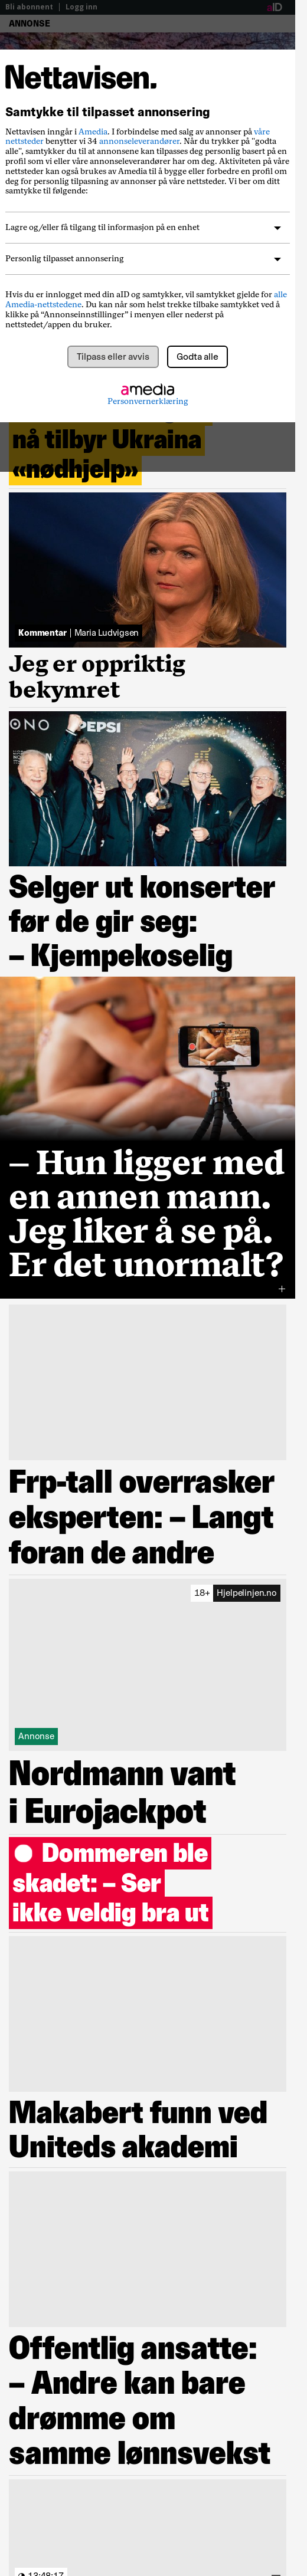 Bli abonnent | Logg inn
aID
ANNONSE
Nettavisen.
Samtykke til tilpasset annonsering
Nettavisen inngår i Amedia. I forbindelse med salg av annonser på våre
nettsteder benytter vi 34 annonseleverandører. Når du trykker på "godta
alle", samtykker du til at annonsene kan tilpasses deg personlig basert på en
profil som vi eller våre annonseleverandører har om deg. Aktiviteten på våre
nettsteder kan også brukes av Amedia til å bygge eller forbedre en profil om
deg for personlig tilpasning av annonser på våre nettsteder. Vi ber om ditt
samtykke til følgende:
Lagre og/eller få tilgang til informasjon på en enhet
Personlig tilpasset annonsering
Hvis du er innlogget med din aID og samtykker, vil samtykket gjelde for alle
Amedia-nettstedene. Du kan når som helst trekke tilbake samtykket ved å
klikke på “Annonseinnstillinger” i menyen eller nederst på
nettstedet/appen du bruker.
Tilpass eller avvis
Godta alle
amedia
Personvernerklæring
nå tilbyr Ukraina
«nødhjelp»
Kommentar | Maria Ludvigsen
Jeg er oppriktig
bekymret
ONO
PEPSI
Selger ut konserter
før de gir seg:
– Kjempekoselig
– Hun ligger med
en annen mann.
Jeg liker å se på.
Er det unormalt?
+
Frp-tall overrasker
eksperten: – Langt
foran de andre
18+ Hjelpelinjen.no
Annonse
Nordmann vant
i Eurojackpot
Dommeren ble
skadet: – Ser
ikke veldig bra ut
Makabert funn ved
Uniteds akademi
Offentlig ansatte:
– Andre kan bare
drømme om
samme lønnsvekst
13:48:17